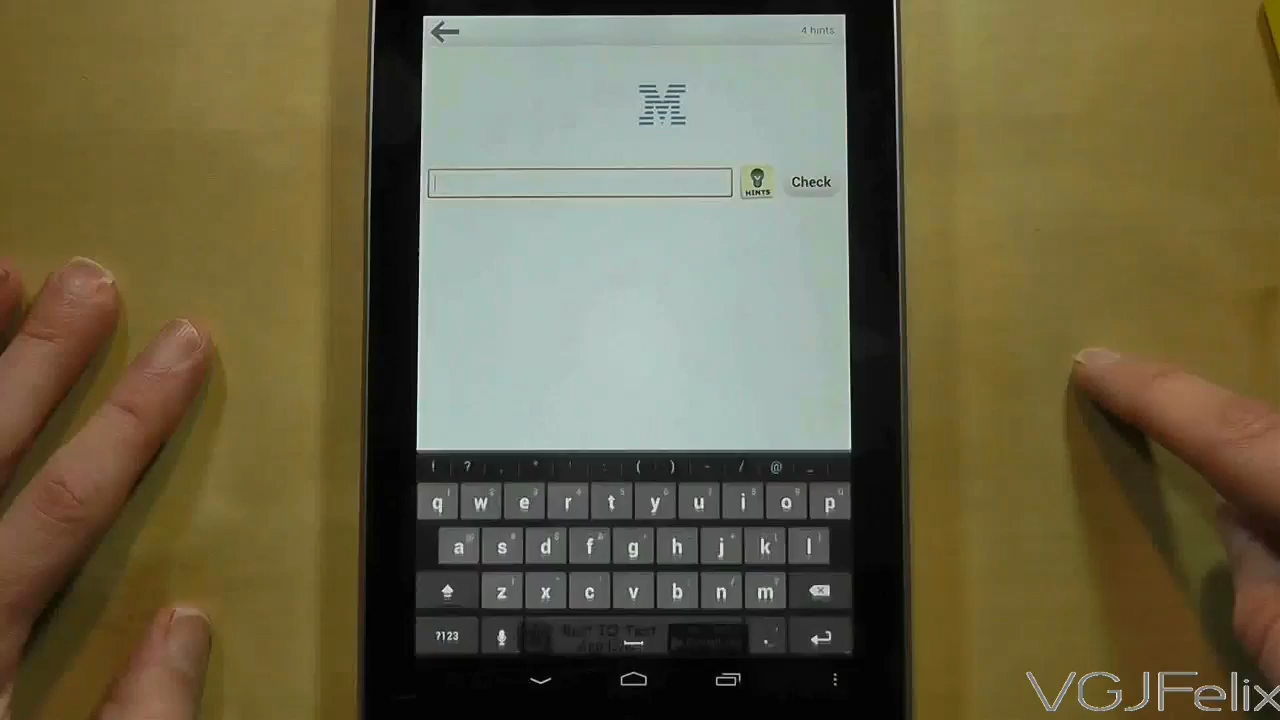 4 hints
M
HINTS
Check
! ? , " ' : ( ) - / @ _
q w e r t y u i o p
a s d f g h j k l
z x c v b n m
?123 .
VGJFelix